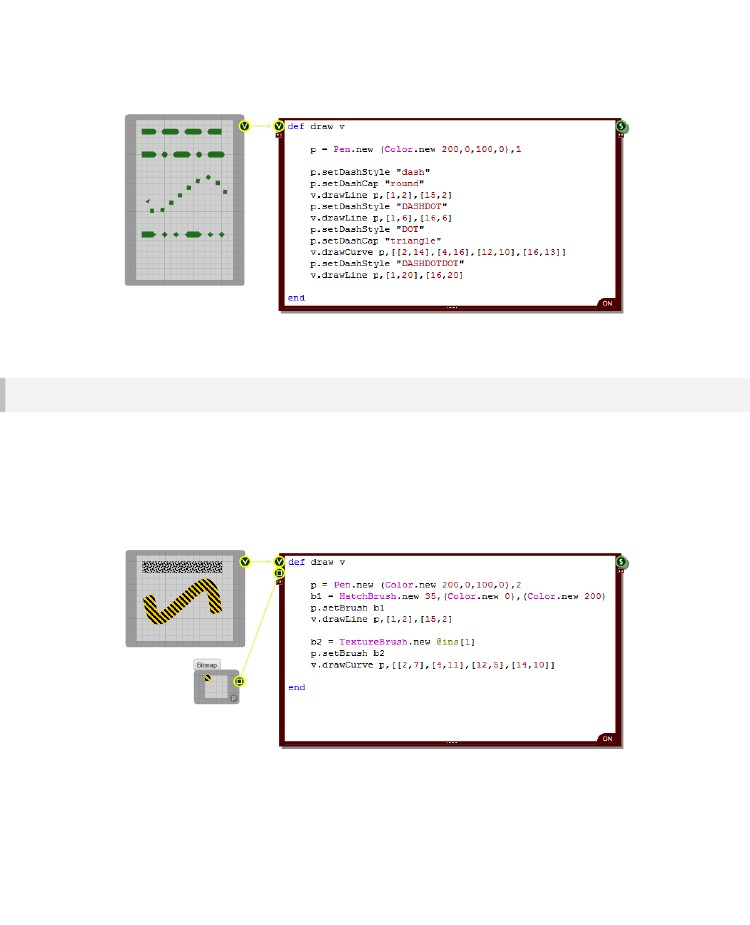 V V def draw v S
p = Pen.new (Color.new 200,0,100,0),1
p.setDashStyle "dash"
p.setDashCap "round"
v.drawLine p,[1,2],[15,2]
p.setDashStyle "DASHDOT"
v.drawLine p,[1,6],[16,6]
p.setDashStyle "DOT"
p.setDashCap "triangle"
v.drawCurve p,[[2,14],[4,16],[12,10],[16,13]]
p.setDashStyle "DASHDOTDOT"
v.drawLine p,[1,20],[16,20]
end
ON
V V def draw v S
p = Pen.new (Color.new 200,0,100,0),2
b1 = HatchBrush.new 35,(Color.new 0),(Color.new 200)
p.setBrush b1
v.drawLine p,[1,2],[15,2]
b2 = TextureBrush.new @ins[1]
p.setBrush b2
v.drawCurve p,[[2,7],[4,11],[12,5],[14,10]]
Bitmap
end
P
ON